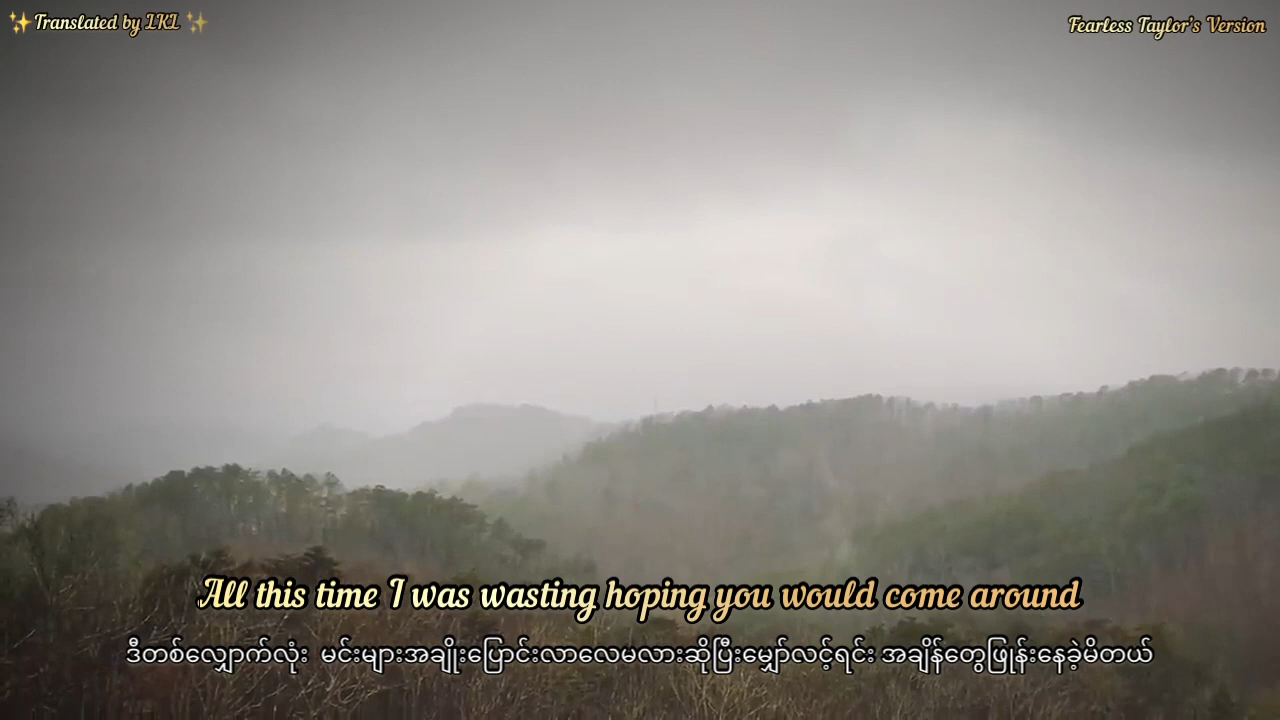 ✨Translated by LKL ✨
Fearless Taylor's Version
All this time I was wasting hoping you would come around
ဒီတစ်လျှောက်လုံး မင်းများအချိုးပြောင်းလာလေမလားဆိုပြီးမျှော်လင့်ရင်း အချိန်တွေဖြုန်းနေခဲ့မိတယ်